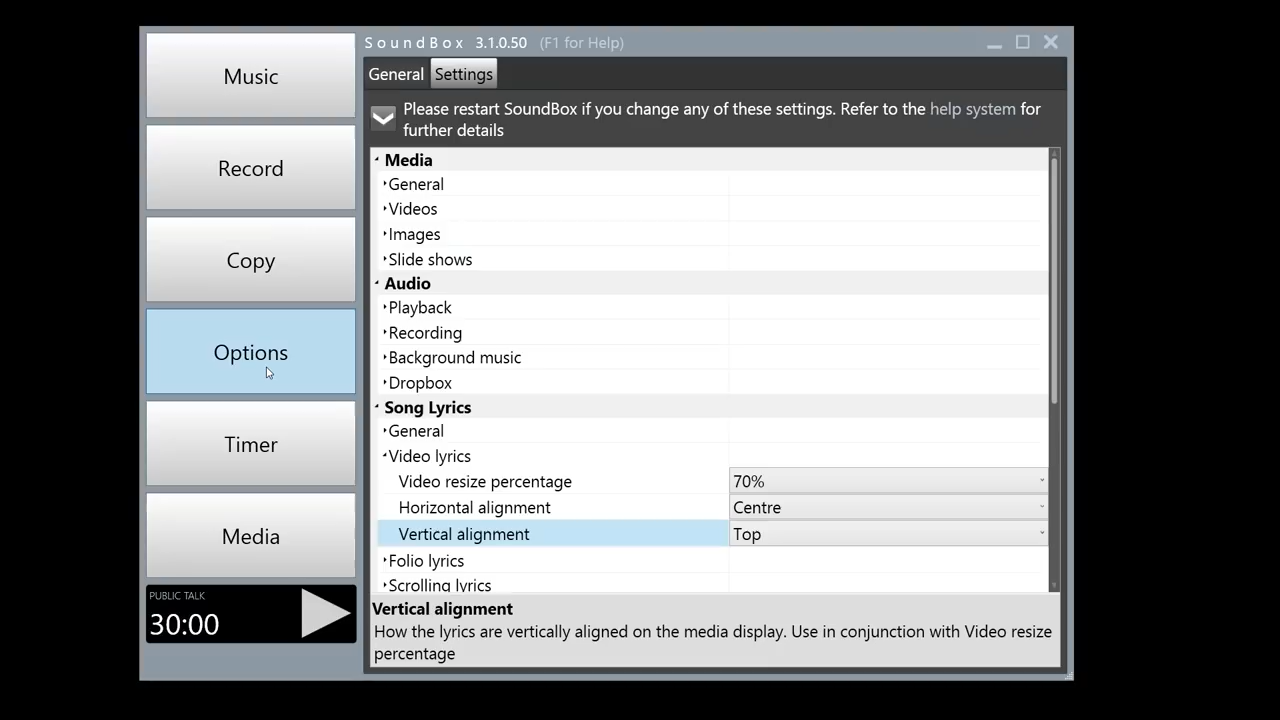 Music
Record
Copy
Options
Timer
Media
PUBLIC TALK
30:00
SoundBox 3.1.0.50 (F1 for Help)
General Settings
Please restart SoundBox if you change any of these settings. Refer to the help system for
further details
Media
General
Videos
Images
Slide shows
Audio
Playback
Recording
Background music
Dropbox
Song Lyrics
General
Video lyrics
Video resize percentage 70%
Horizontal alignment Centre
Vertical alignment Top
Folio lyrics
Scrolling lyrics
Vertical alignment
How the lyrics are vertically aligned on the media display. Use in conjunction with Video resize
percentage